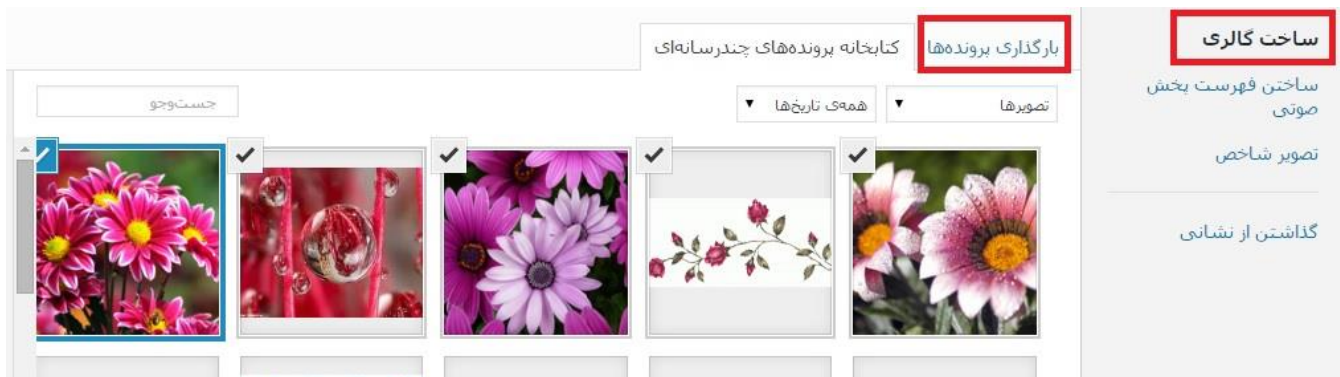 ساخت گالری
ساختن فهرست پخش
صوتی
تصویر شاخص
گذاشتن از نشانی
بارگذاری پرونده‌ها
کتابخانه پرونده‌های چندرسانه‌ای
تصویرها
همه‌ی تاریخ‌ها
جست‌وجو